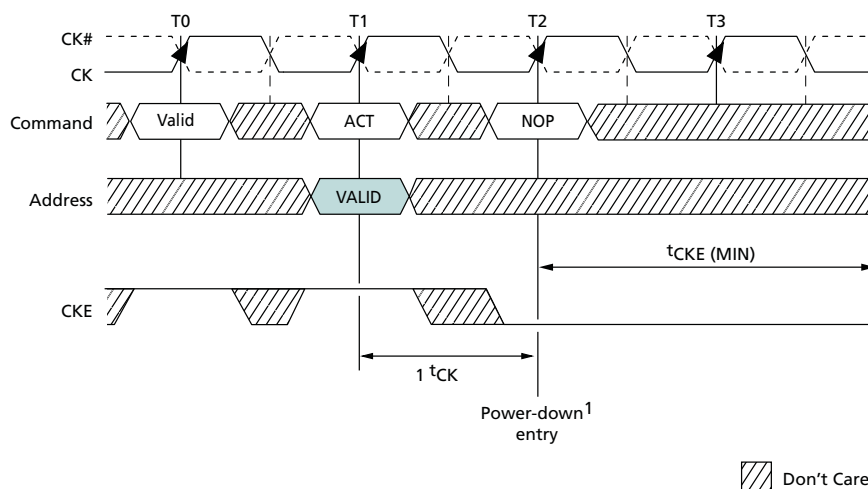 T0 T1 T2 T3
CK#
CK
Command Valid ACT NOP
Address VALID
tCKE (MIN)
CKE
1 tCK
Power-down1
entry
Don't Care